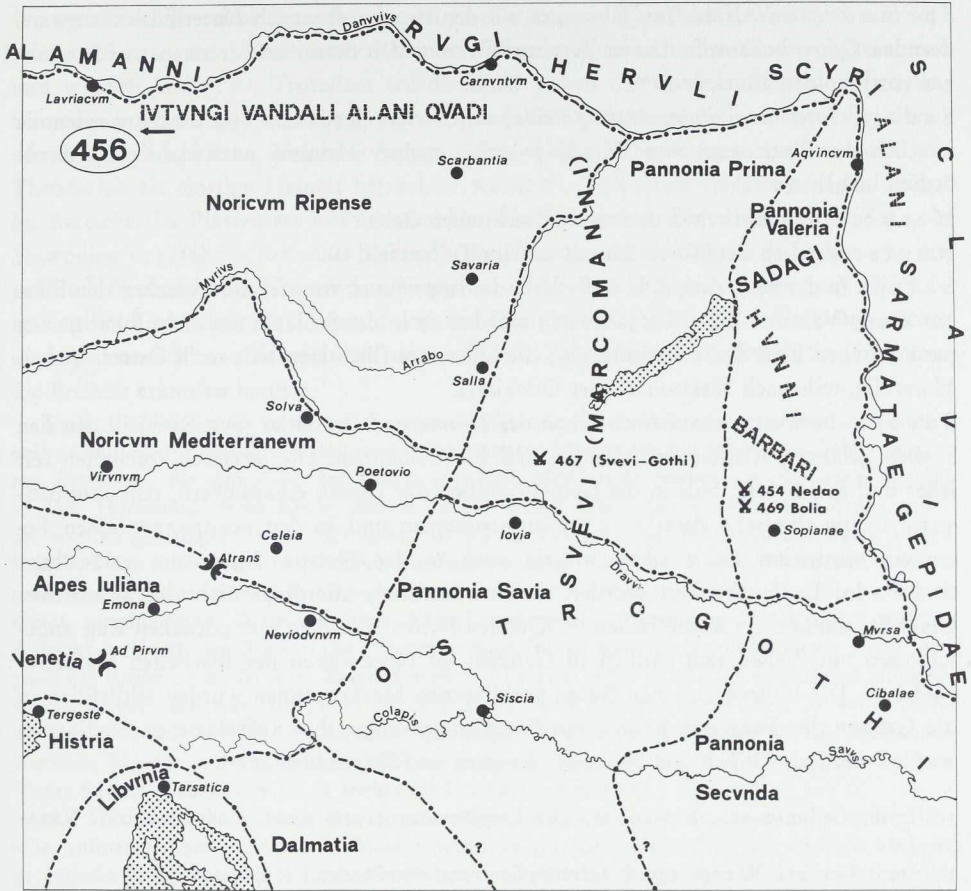 Danvvivs
RVGI
ALAMANNI
HERVLI
SCYRI
Carnvntvm
Lavriacvm
IVTVNGI VANDALI ALANI QVADI
456
Scarbantia
Pannonia Prima
Aqvincvm
ALANI
CALA
Noricvm Ripense
Pannonia
Valeria
SADAGI
SARMATAE
Savaria
Mvrivs
Arrabo
Salla
HVNNI
SVEVI (MARCOMANNI)
Solva
BARBARI
Noricvm Mediterranevm
467 (Svevi–Gothi)
Virvnvm
Poetovio
454 Nedao
469 Bolia
Iovia
Sopianae
Celeia
Atrans
GEPIDAE
Alpes Iuliana
Pannonia Savia
Dravvs
Emona
OSTROGOTHI
Neviodvnvm
Mvrsa
Venetia
Ad Pirvm
Cibalae
Tergeste
Colapis
Siscia
Histria
Pannonia
Savvs
Secvnda
Libvrnia
Tarsatica
Dalmatia
?
?